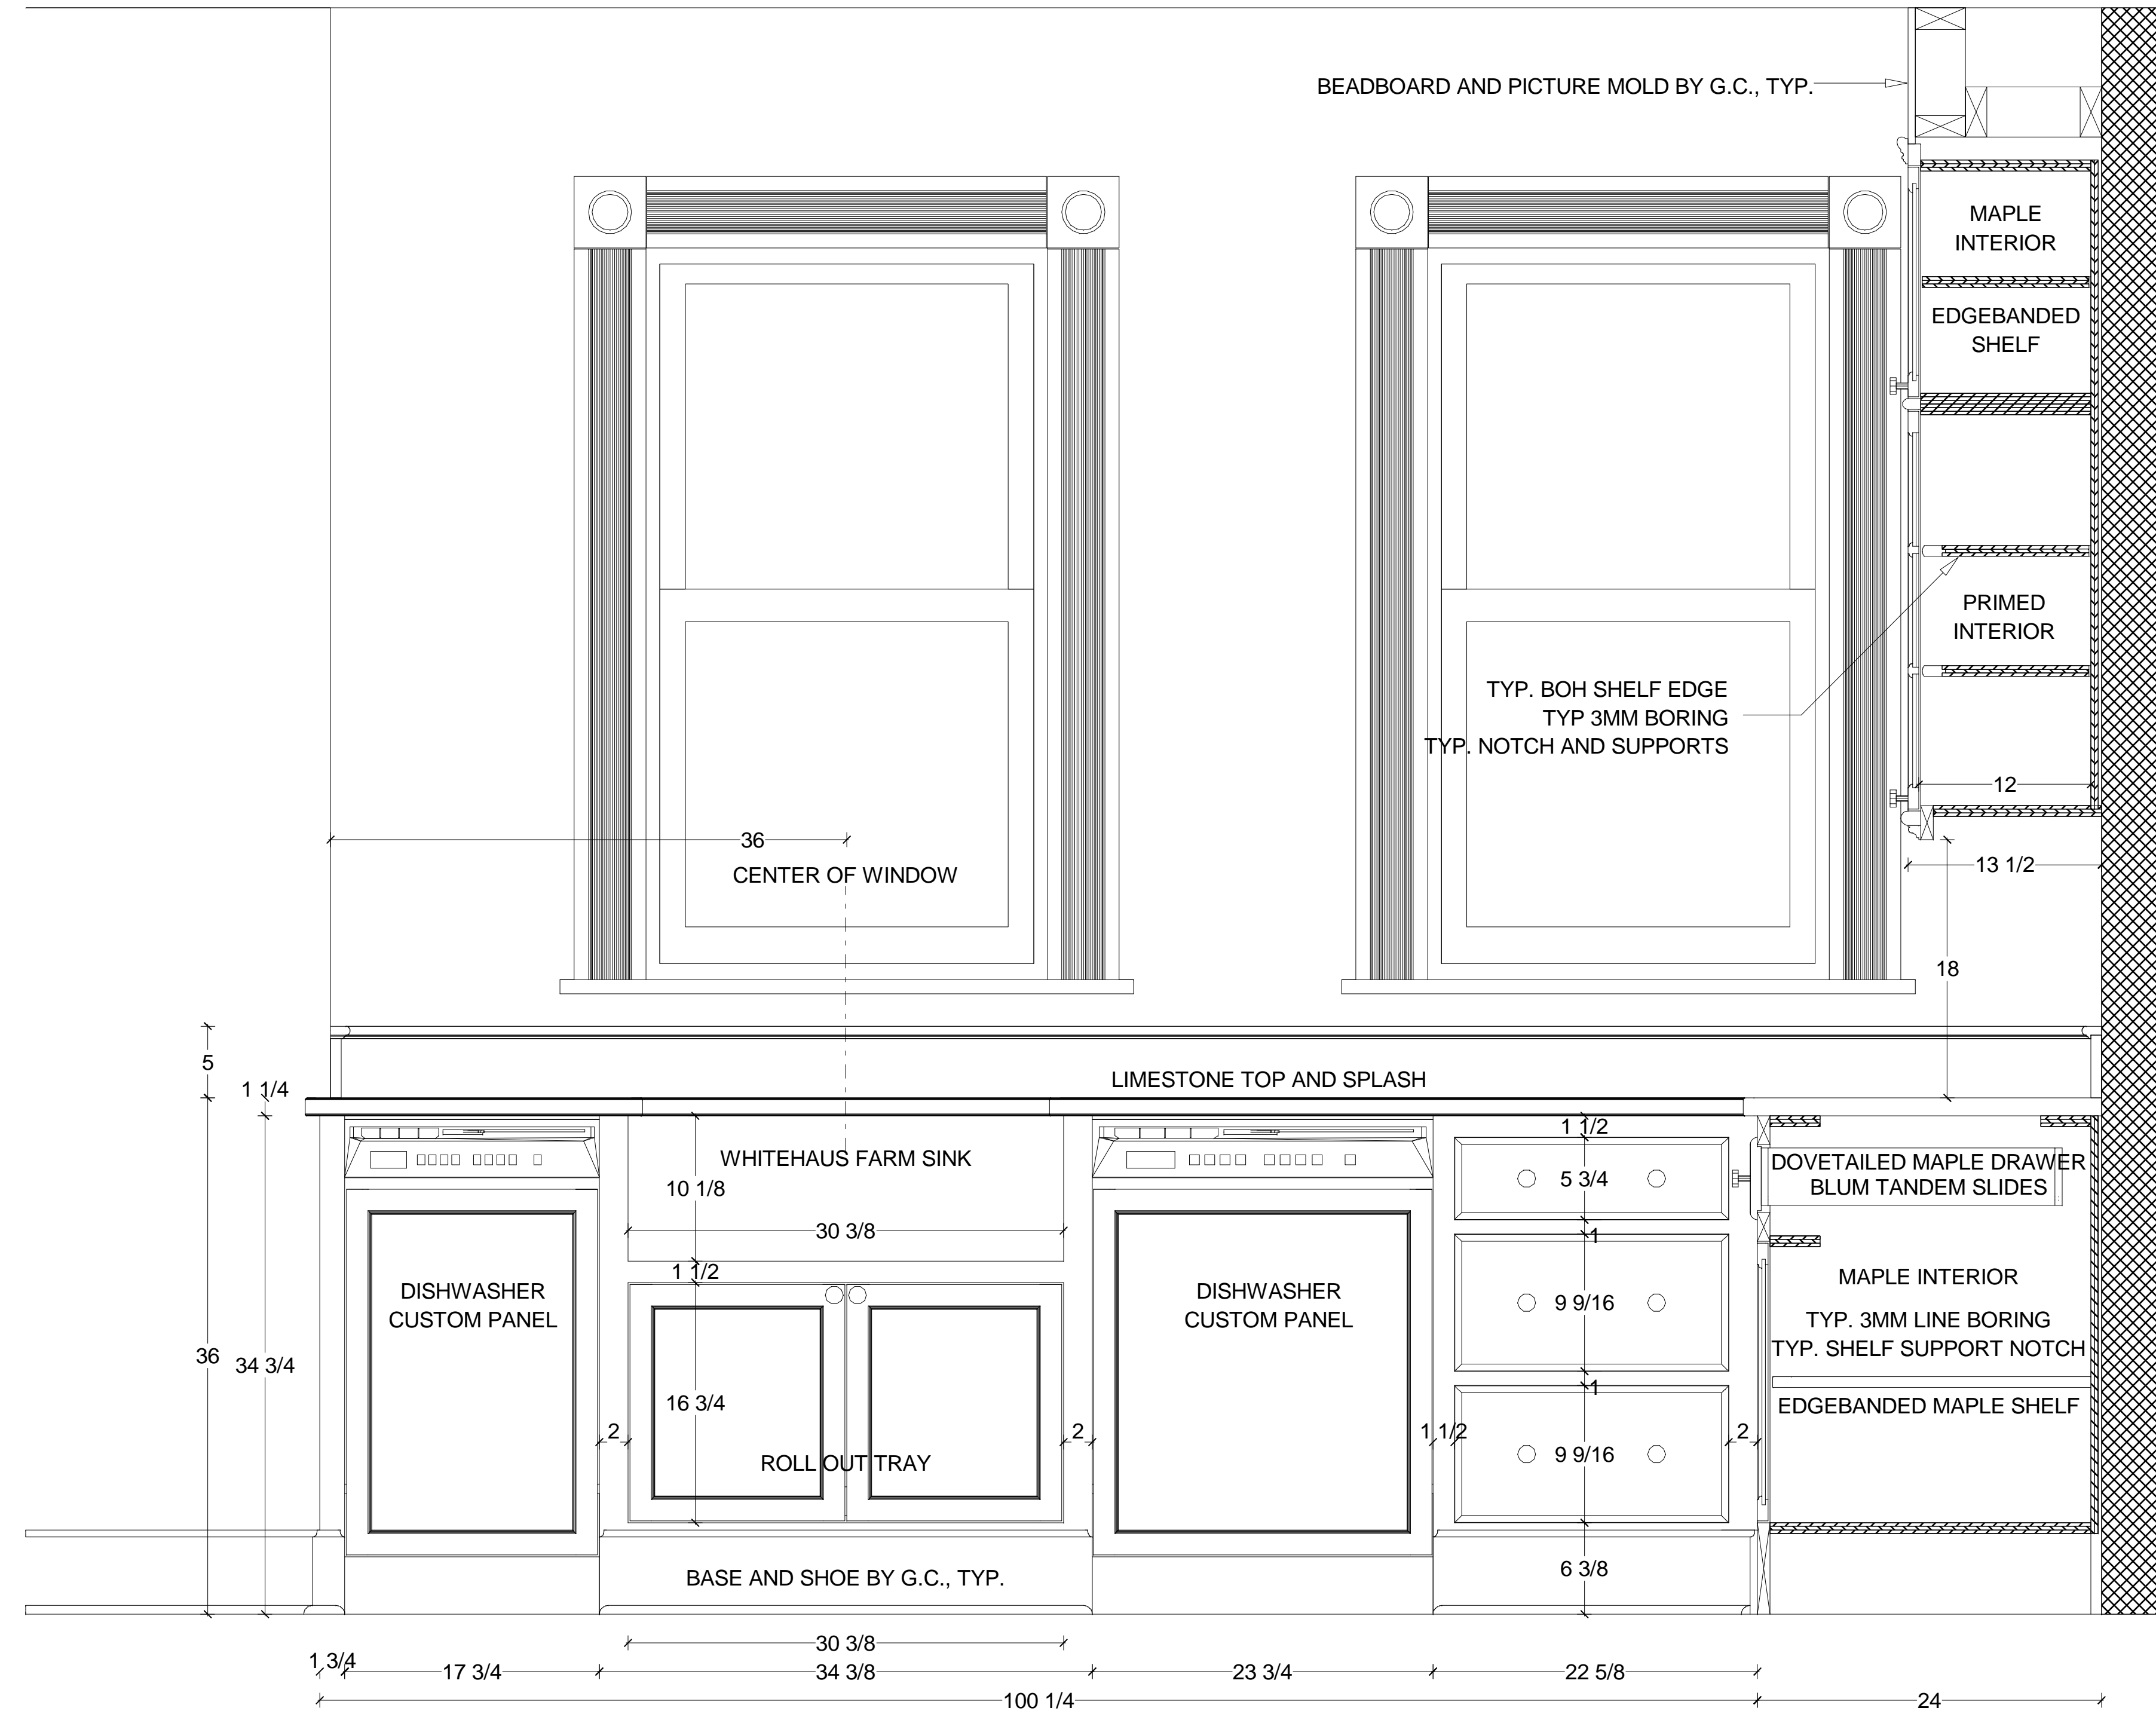 BEADBOARD AND PICTURE MOLD BY G.C., TYP.
MAPLE
INTERIOR
EDGEBANDED
SHELF
PRIMED
INTERIOR
TYP. BOH SHELF EDGE
TYP 3MM BORING
TYP. NOTCH AND SUPPORTS
12
36
CENTER OF WINDOW
13 1/2
18
5
1 1/4
LIMESTONE TOP AND SPLASH
WHITEHAUS FARM SINK
10 1/8
30 3/8
1 1/2
1 1/2
5 3/4
1
DOVETAILED MAPLE DRAWER
BLUM TANDEM SLIDES
DISHWASHER
CUSTOM PANEL
DISHWASHER
CUSTOM PANEL
9 9/16
1
MAPLE INTERIOR
TYP. 3MM LINE BORING
TYP. SHELF SUPPORT NOTCH
36
34 3/4
16 3/4
EDGEBANDED MAPLE SHELF
2
2
1 1/2
2
ROLL OUT TRAY
9 9/16
BASE AND SHOE BY G.C., TYP.
6 3/8
30 3/8
1 3/4
17 3/4
34 3/8
23 3/4
22 5/8
100 1/4
24